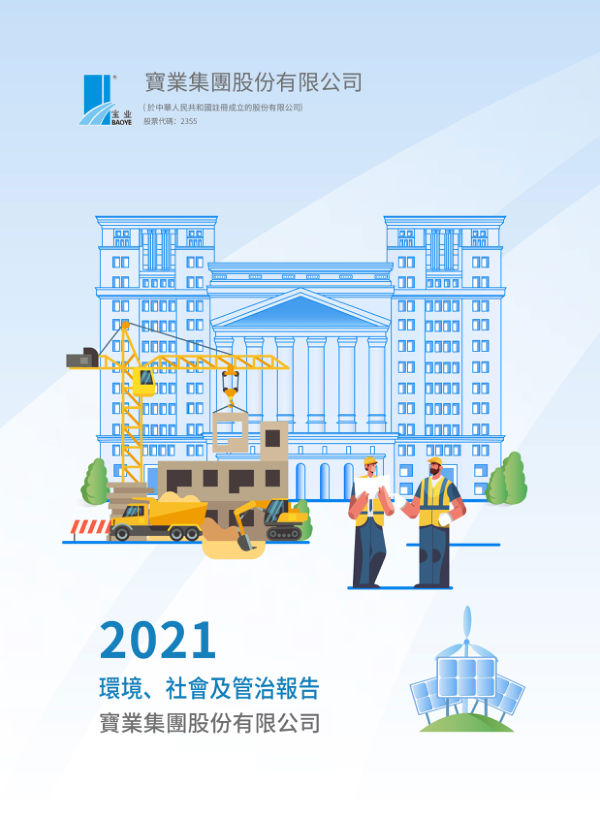 寶業集團股份有限公司
(於中華人民共和國註冊成立的股份有限公司)
股票代碼：2355
宝业
BAOYE
®
2021
環境、社會及管治報告
寶業集團股份有限公司